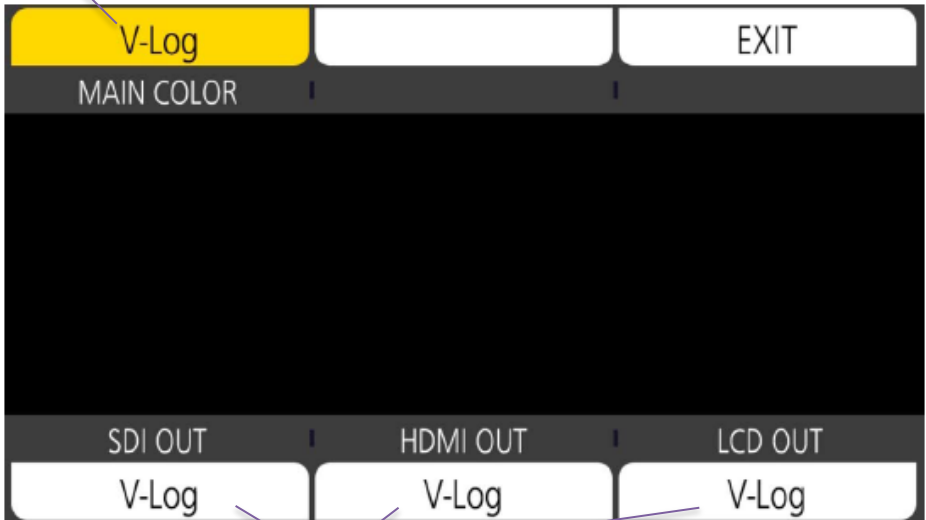 V-Log EXIT
MAIN COLOR
SDI OUT HDMI OUT LCD OUT
V-Log V-Log V-Log